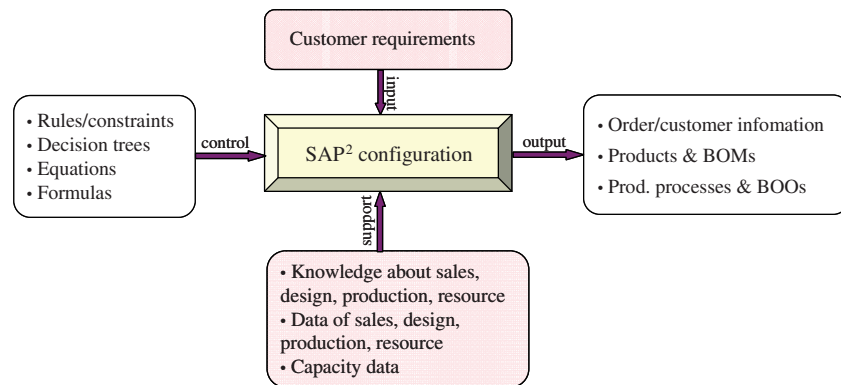 Customer requirements
input
• Rules/constraints
• Decision trees
• Equations
• Formulas
control
SAP² configuration
output
• Order/customer infomation
• Products & BOMs
• Prod. processes & BOOs
support
• Knowledge about sales,
design, production, resource
• Data of sales, design,
production, resource
• Capacity data